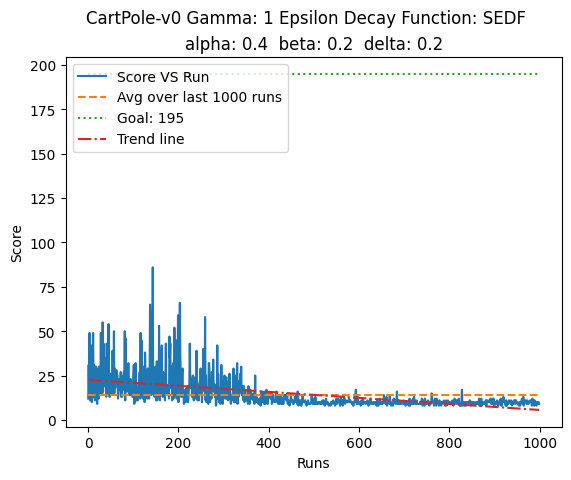 CartPole-v0 Gamma: 1 Epsilon Decay Function: SEDF
alpha: 0.4 beta: 0.2 delta: 0.2
Score VS Run
Avg over last 1000 runs
Goal: 195
Trend line
200
175
150
125
100
75
50
25
0
Score
0 200 400 600 800 1000
Runs